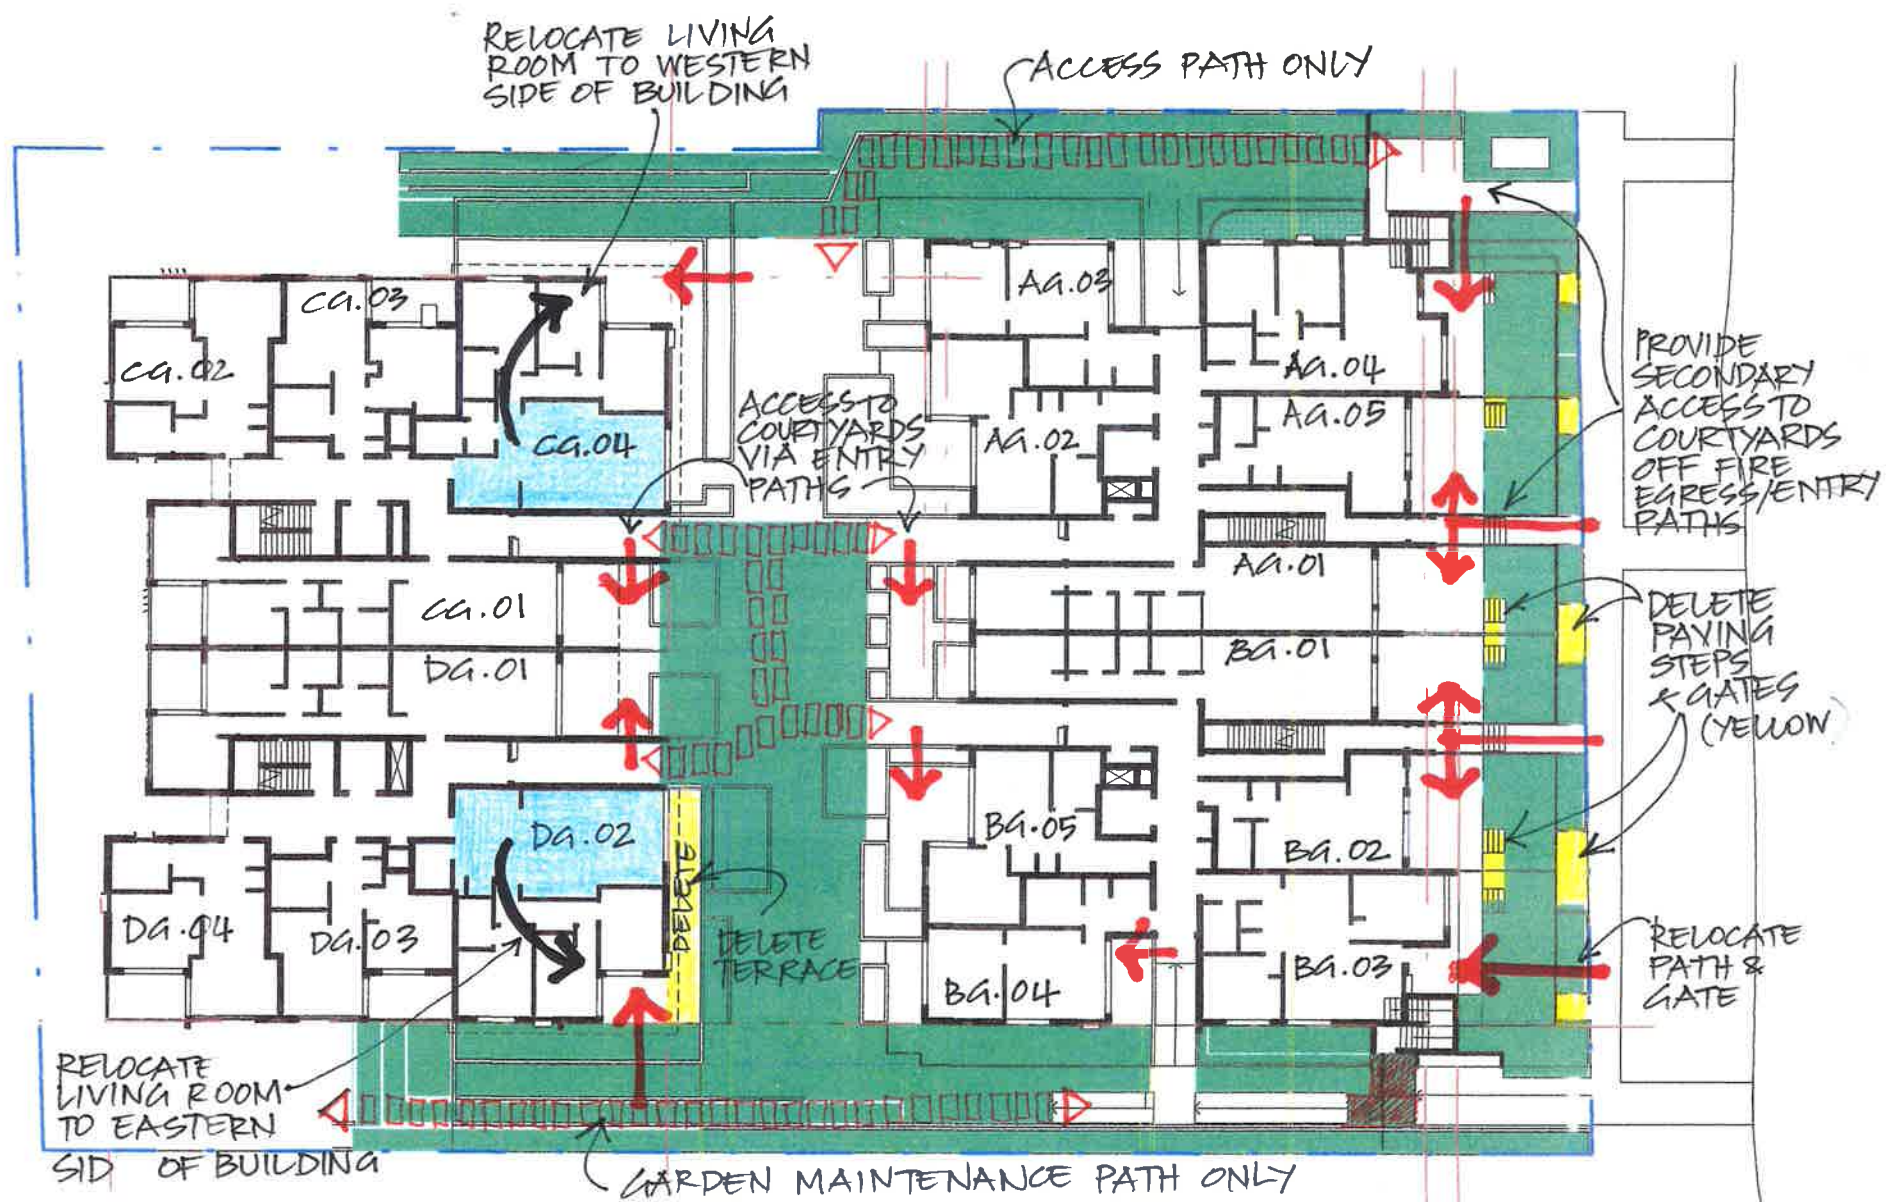 RELOCATE LIVING
ROOM TO WESTERN
SIDE OF BUILDING
ACCESS PATH ONLY
CG.03
CG.02
CG.04
AG.03
AG.04
AG.05
AG.02
ACCESS TO
COURTYARDS
VIA ENTRY
PATHS
PROVIDE
SECONDARY
ACCESS TO
COURTYARDS
OFF FIRE
EGRESS/ENTRY
PATHS
CG.01
DG.01
AG.01
BG.01
DELETE
PAVING
STEPS
& GATES
(YELLOW)
DG.02
DG.04
DG.03
DELETE
DELETE
TERRACE
BG.05
BG.02
BG.04
BG.03
RELOCATE
PATH &
GATE
RELOCATE
LIVING ROOM
TO EASTERN
SID OF BUILDING
GARDEN MAINTENANCE PATH ONLY